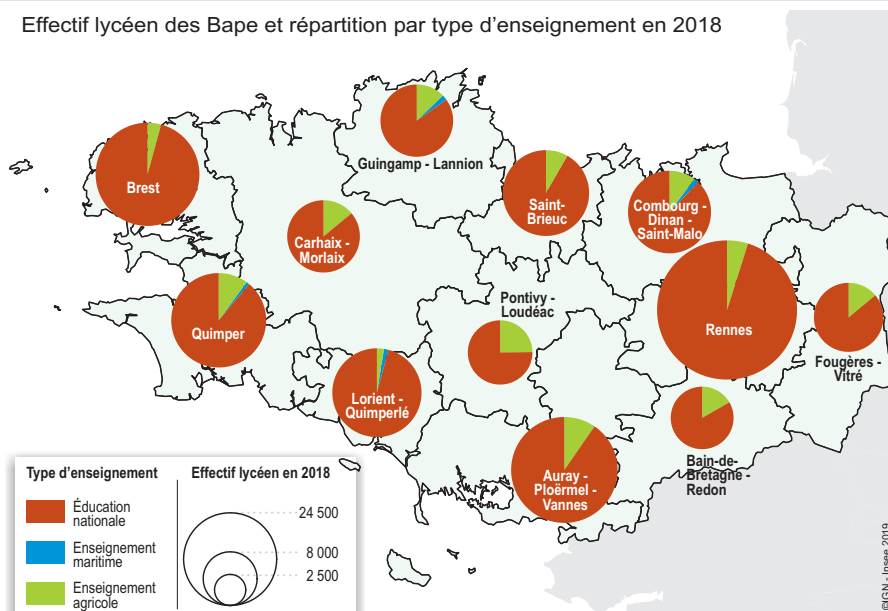 Effectif lycéen des Bape et répartition par type d'enseignement en 2018
Guingamp - Lannion
Brest
Saint-
Brieuc
Combourg -
Dinan -
Saint-Malo
Carhaix -
Morlaix
Pontivy -
Loudéac
Quimper
Rennes
Fougères -
Vitré
Lorient -
Quimperlé
Bain-de-
Bretagne -
Redon
Auray -
Ploërmel -
Vannes
Type d'enseignement
Éducation
nationale
Enseignement
maritime
Enseignement
agricole
Effectif lycéen en 2018
24 500
8 000
2 500
©IGN - Insee 2019